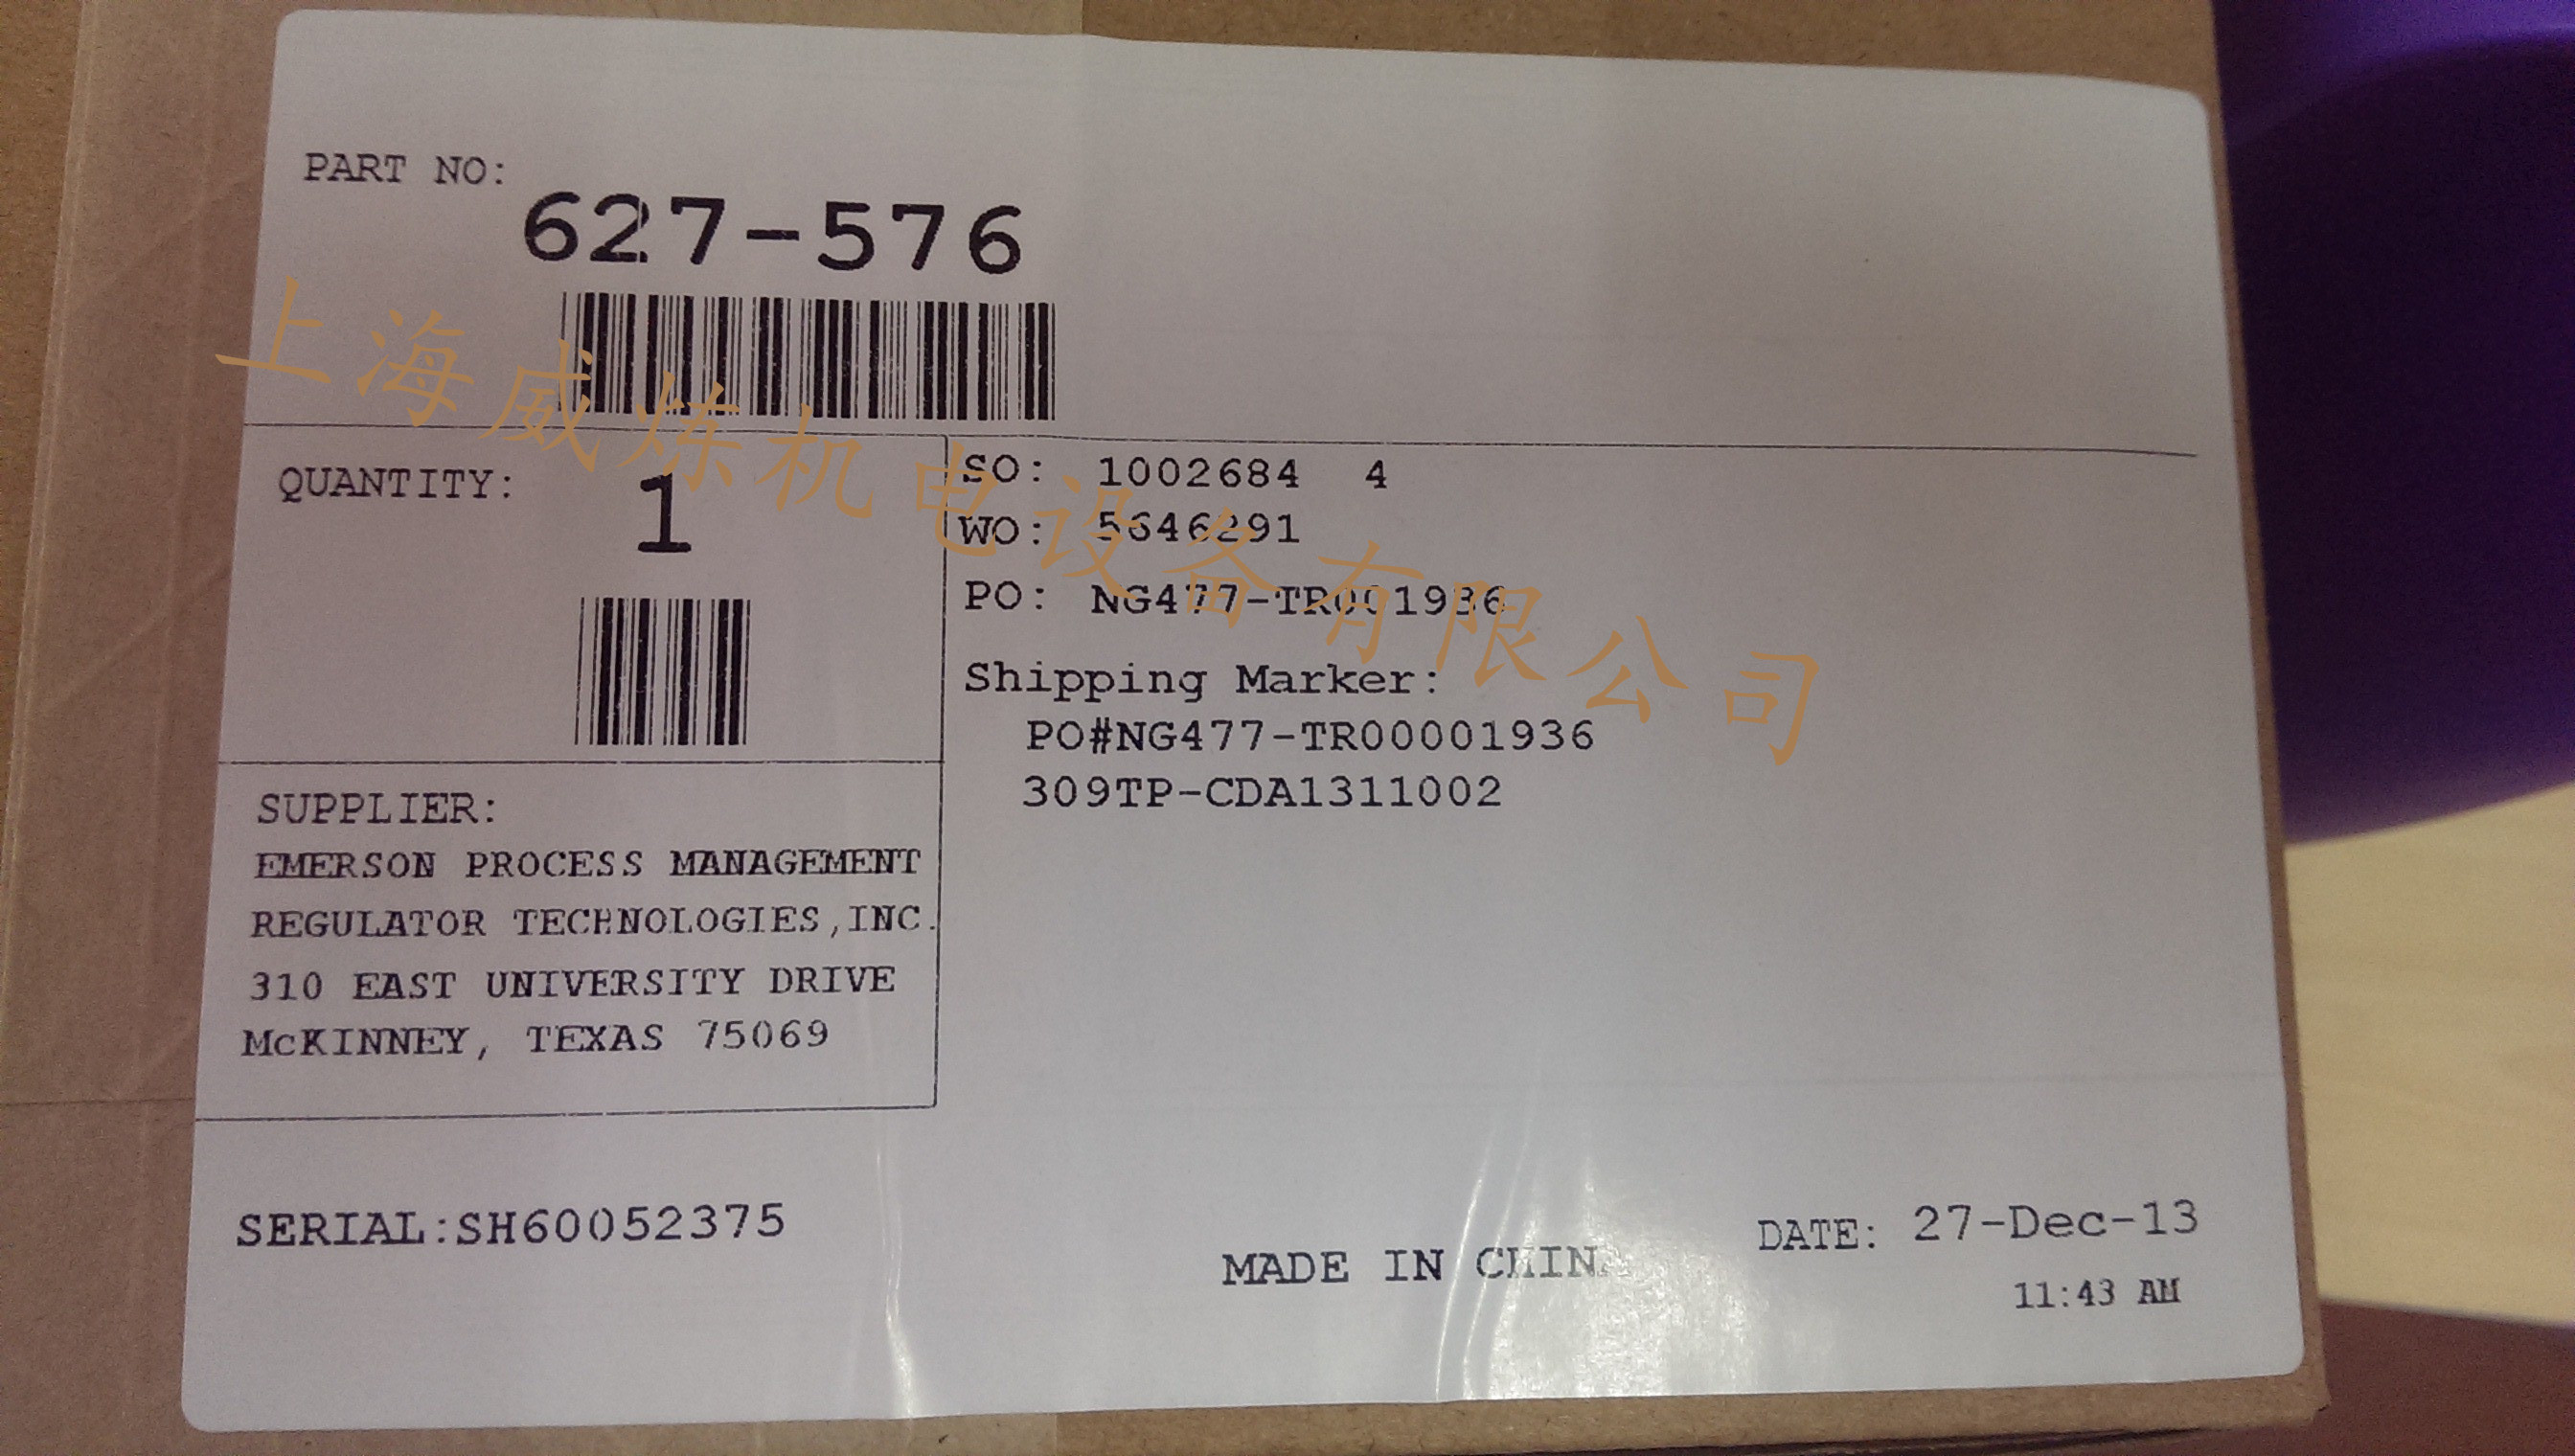 PART NO:
627-576
QUANTITY: 1
SO: 1002684 4
WO: 5646291
PO: NG477-TR001936
Shipping Marker:
PO#NG477-TR00001936
309TP-CDA1311002
SUPPLIER:
EMERSON PROCESS MANAGEMENT
REGULATOR TECHNOLOGIES,INC.
310 EAST UNIVERSITY DRIVE
McKINNEY, TEXAS 75069
SERIAL:SH60052375
MADE IN CHINA
DATE: 27-Dec-13
11:43 AM
上海威炼机电设备有限公司